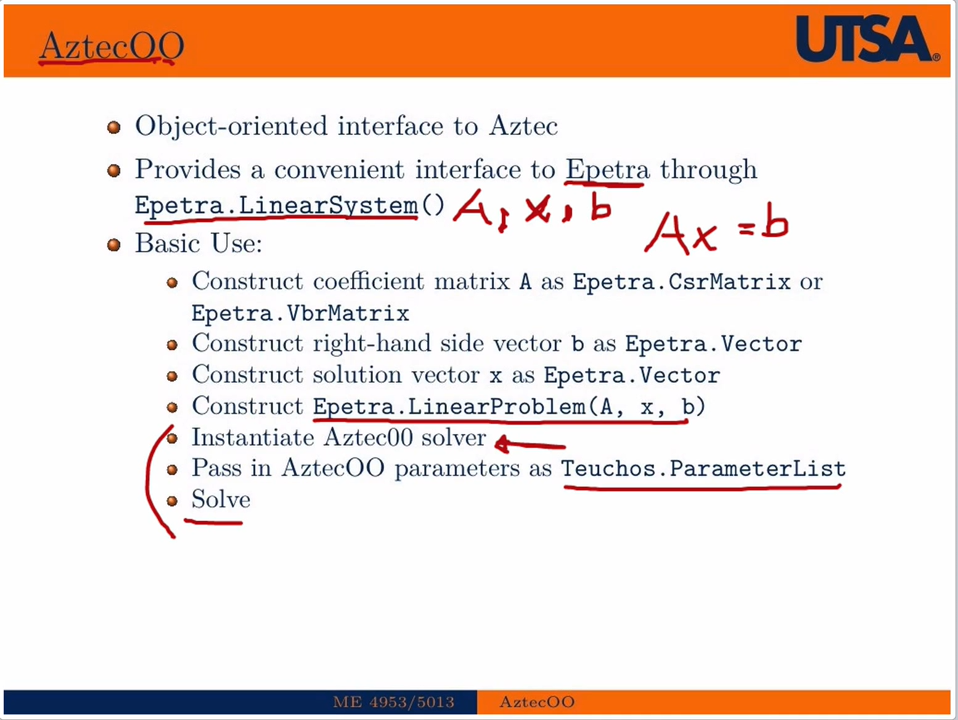 AztecOO
UTSA®
Object-oriented interface to Aztec
Provides a convenient interface to Epetra through
Epetra.LinearSystem() A, x, b
Ax = b
Basic Use:
Construct coefficient matrix A as Epetra.CsrMatrix or
Epetra.VbrMatrix
Construct right-hand side vector b as Epetra.Vector
Construct solution vector x as Epetra.Vector
Construct Epetra.LinearProblem(A, x, b)
Instantiate Aztec00 solver
Pass in AztecOO parameters as Teuchos.ParameterList
Solve
ME 4953/5013
AztecOO